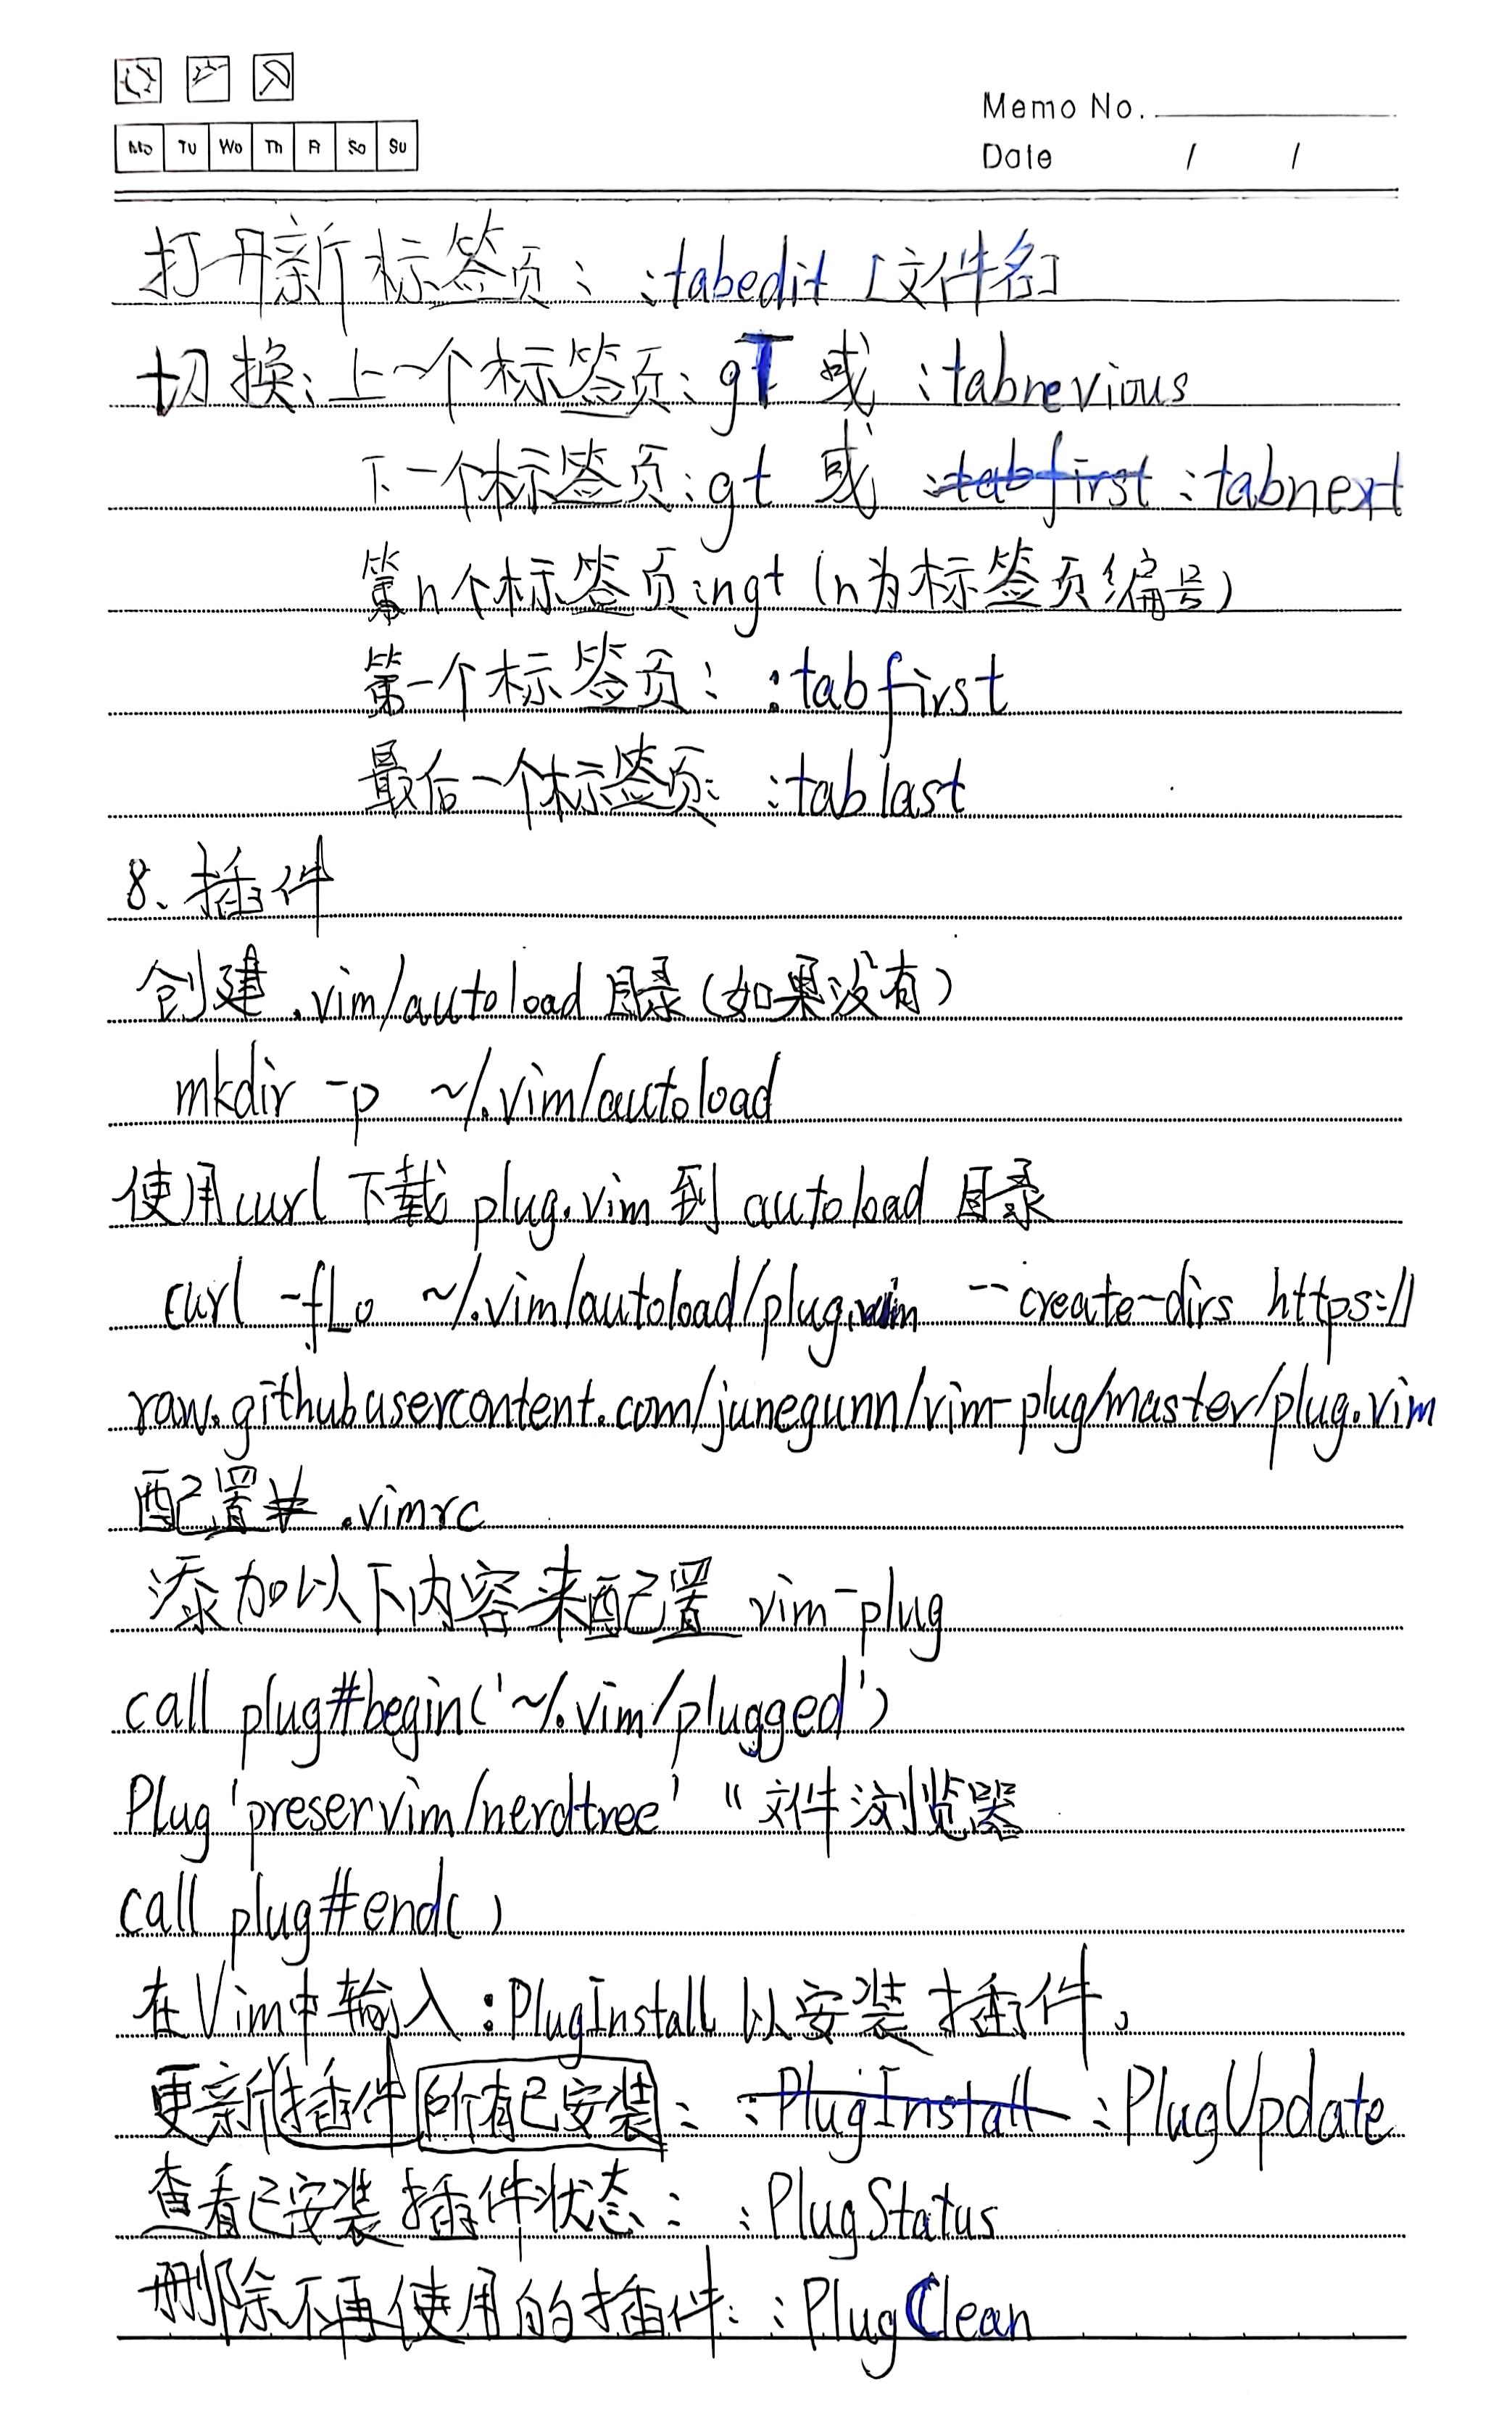 Mo Tu We Th Fr Sa Su
Memo No.
Date / /
打开新标签页: :tabedit [文件名]
切换:上一个标签页:gT 或 :tabrevious
下一个标签页:gt 或 :tabfirst :tabnext
第n个标签页:ngt (n为标签页编号)
第一个标签页: :tabfirst
最后一个标签页: :tablast
8、插件
创建 .vim/autoload 目录(如果没有)
mkdir -p ~/.vim/autoload
使用curl 下载 plug.vim 到 autoload 目录
curl -fLo ~/.vim/autoload/plug.vim --create-dirs https://
raw.githubusercontent.com/junegunn/vim-plug/master/plug.vim
配置 .vimrc
添加以下内容来配置 vim-plug
call plug#begin('~/.vim/plugged')
Plug 'preservim/nerdtree' "文件浏览器
call plug#end()
在Vim中输入 :PlugInstall 以安装插件。
更新插件所有已安装: :PlugInstall :PlugUpdate
查看已安装插件状态: :PlugStatus
删除不再使用的插件: :PlugClean